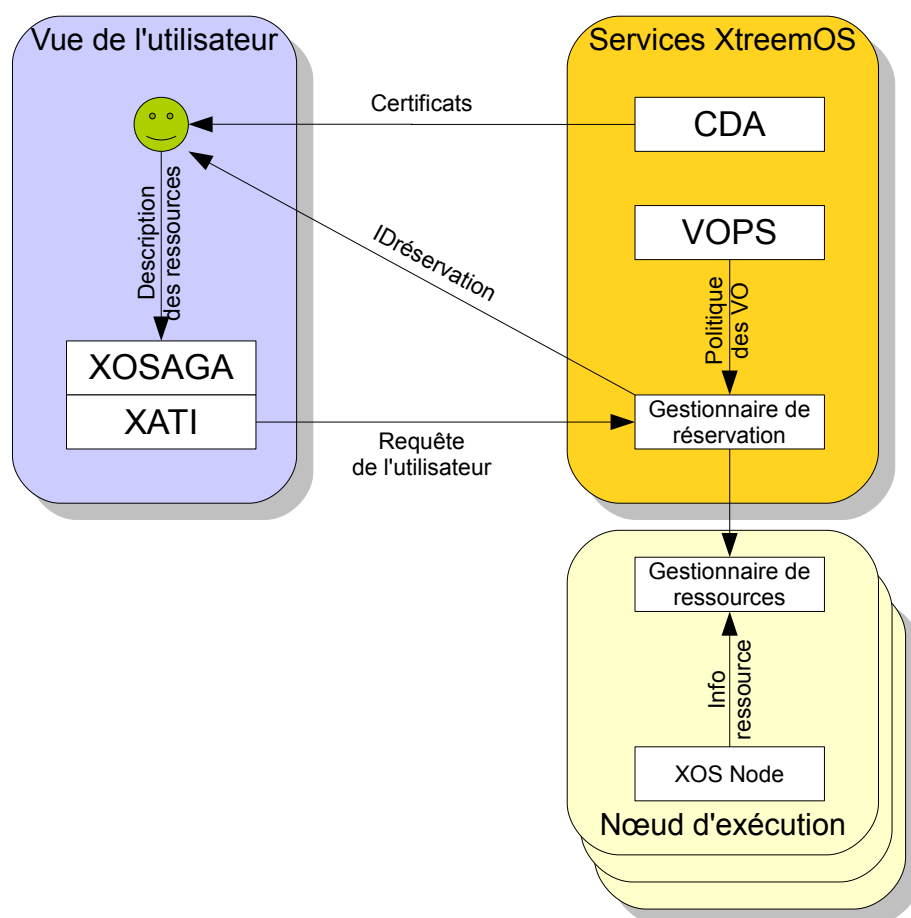 Vue de l'utilisateur
Services XtreemOS
Certificats
CDA
Description
des ressources
VOPS
IDréservation
Politique
des VO
XOSAGA
XATI
Gestionnaire de
réservation
Requête
de l'utilisateur
Gestionnaire de
ressources
Info
ressource
XOS Node
Nœud d'exécution